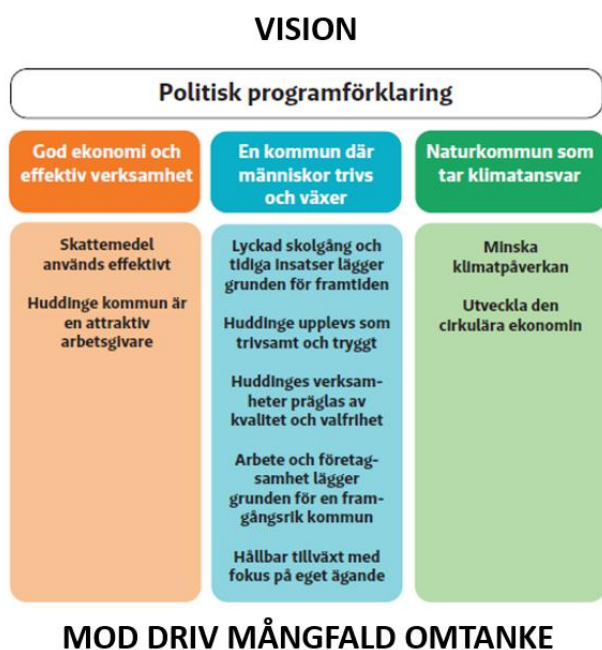 VISION
Politisk programförklaring
God ekonomi och
effektiv verksamhet
Skattemedel
används effektivt
Huddinge kommun är
en attraktiv
arbetsgivare
En kommun där
människor trivs
och växer
Lyckad skolgång och
tidiga insatser lägger
grunden för framtiden
Huddinge upplevs som
trivsamt och tryggt
Huddinges verksam-
heter präglas av
kvalitet och valfrihet
Arbete och företag-
samhet lägger
grunden för en fram-
gångsrik kommun
Hållbar tillväxt med
fokus på eget ägande
Naturkommun som
tar klimatansvar
Minska
klimatpåverkan
Utveckla den
cirkulära ekonomin
MOD DRIV MÅNGFALD OMTANKE